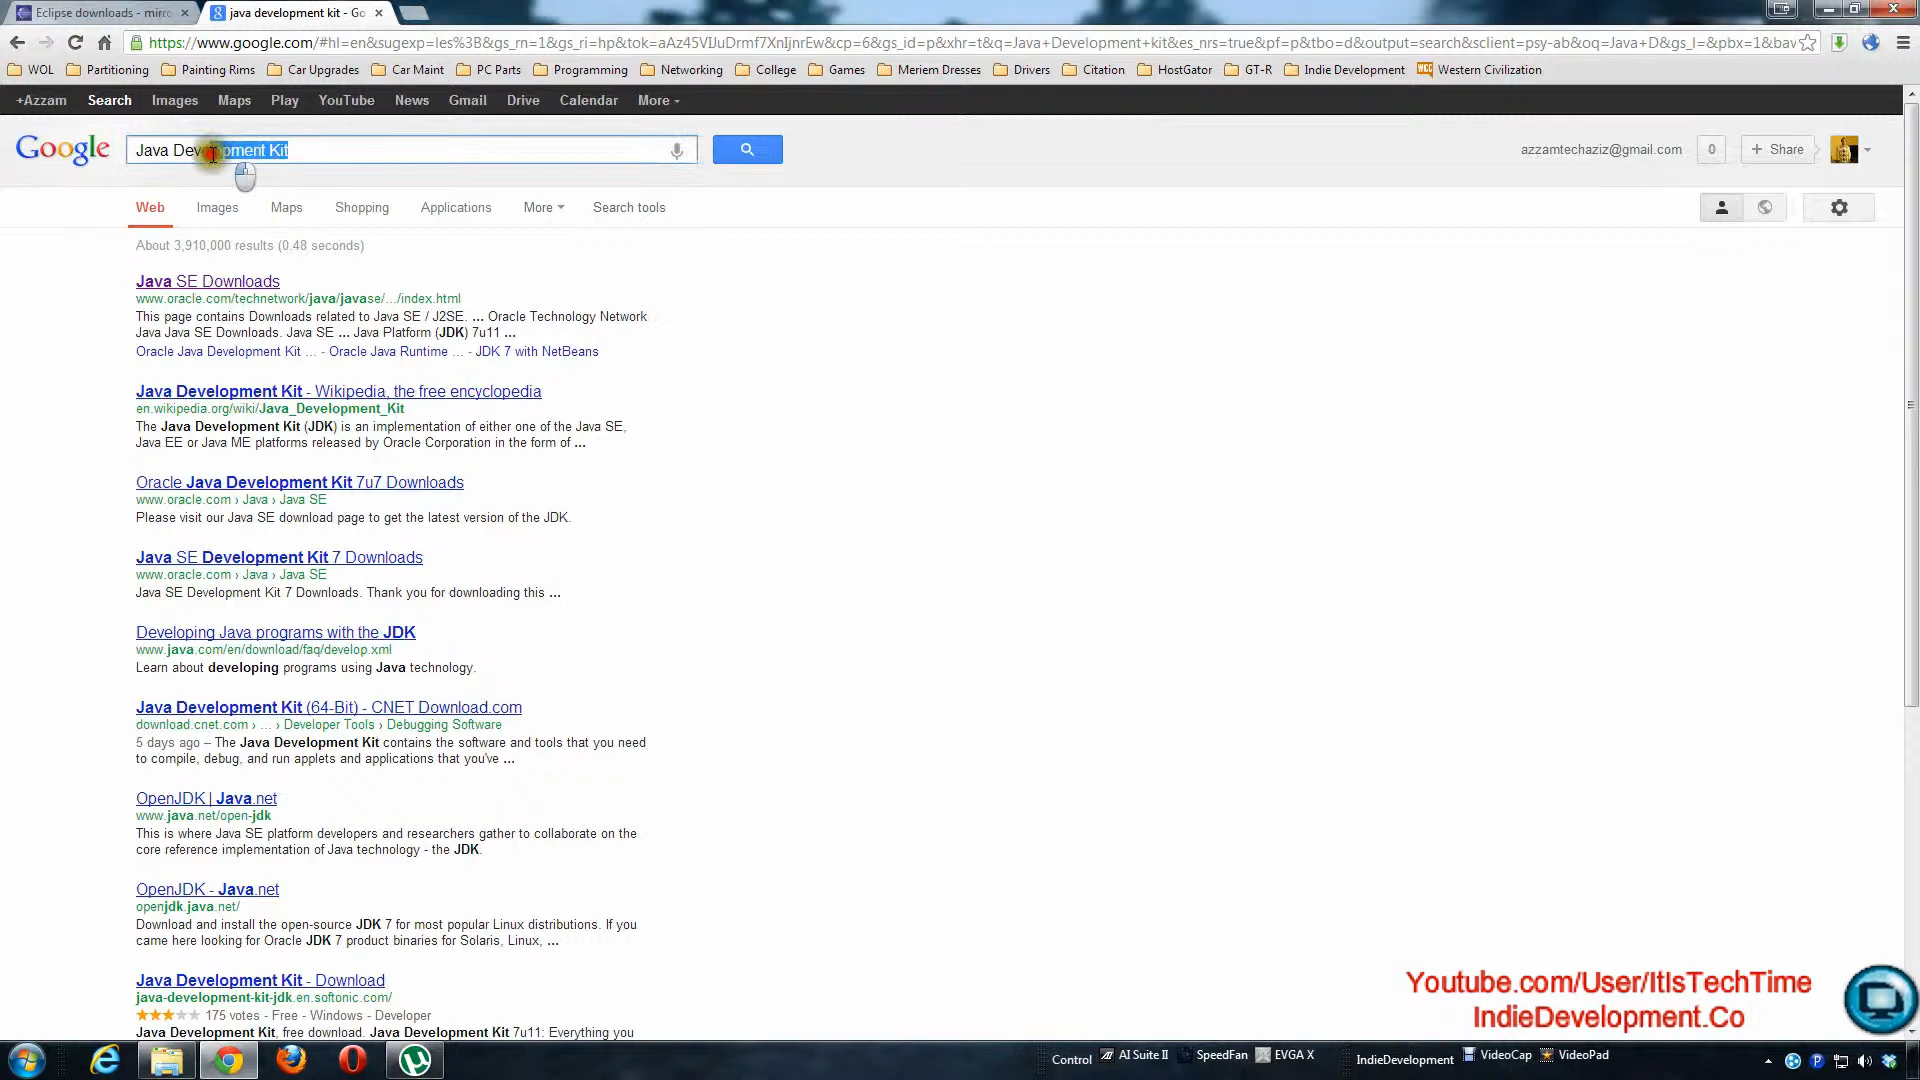 Eclipse downloads - mirro
java development kit - Go
https://www.google.com/#hl=en&sugexp=les%3B&gs_rn=1&gs_ri=hp&tok=aAz45VIJuDrmf7XnIjnrEw&cp=6&gs_id=p&xhr=t&q=Java+Development+kit&es_nrs=true&pf=p&tbo=d&output=search&sclient=psy-ab&oq=Java+D&gs_l=&pbx=1&bav
WOL Partitioning Painting Rims Car Upgrades Car Maint PC Parts Programming Networking College Games Meriem Dresses Drivers Citation HostGator GT-R Indie Development Western Civilization
+Azzam Search Images Maps Play YouTube News Gmail Drive Calendar More
Google Java Development Kit azzamtechaziz@gmail.com 0 + Share
Web Images Maps Shopping Applications More Search tools
About 3,910,000 results (0.48 seconds)
Java SE Downloads
www.oracle.com/technetwork/java/javase/.../index.html
This page contains Downloads related to Java SE / J2SE. ... Oracle Technology Network
Java Java SE Downloads. Java SE ... Java Platform (JDK) 7u11 ...
Oracle Java Development Kit ... - Oracle Java Runtime ... - JDK 7 with NetBeans
Java Development Kit - Wikipedia, the free encyclopedia
en.wikipedia.org/wiki/Java_Development_Kit
The Java Development Kit (JDK) is an implementation of either one of the Java SE,
Java EE or Java ME platforms released by Oracle Corporation in the form of ...
Oracle Java Development Kit 7u7 Downloads
www.oracle.com › Java › Java SE
Please visit our Java SE download page to get the latest version of the JDK.
Java SE Development Kit 7 Downloads
www.oracle.com › Java › Java SE
Java SE Development Kit 7 Downloads. Thank you for downloading this ...
Developing Java programs with the JDK
www.java.com/en/download/faq/develop.xml
Learn about developing programs using Java technology.
Java Development Kit (64-Bit) - CNET Download.com
download.cnet.com › ... › Developer Tools › Debugging Software
5 days ago – The Java Development Kit contains the software and tools that you need
to compile, debug, and run applets and applications that you've ...
OpenJDK | Java.net
www.java.net/open-jdk
This is where Java SE platform developers and researchers gather to collaborate on the
core reference implementation of Java technology - the JDK.
OpenJDK - Java.net
openjdk.java.net/
Download and install the open-source JDK 7 for most popular Linux distributions. If you
came here looking for Oracle JDK 7 product binaries for Solaris, Linux, ...
Java Development Kit - Download
java-development-kit-jdk.en.softonic.com/
175 votes - Free - Windows - Developer
Java Development Kit, free download. Java Development Kit 7u11: Everything you
Youtube.com/User/ItIsTechTime
IndieDevelopment.Co
Control AI Suite II SpeedFan EVGA X IndieDevelopment VideoCap VideoPad